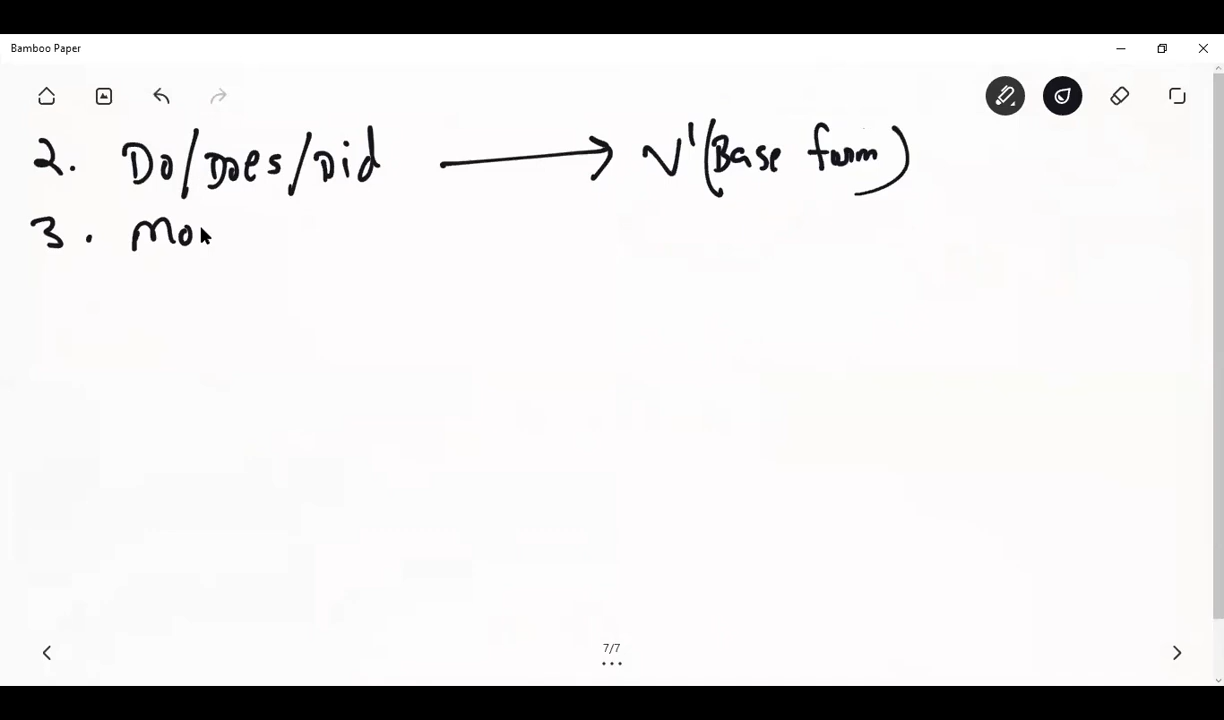 Bamboo Paper
2. Do/Does/Did → V¹ (Base form)
3. Mo
7/7